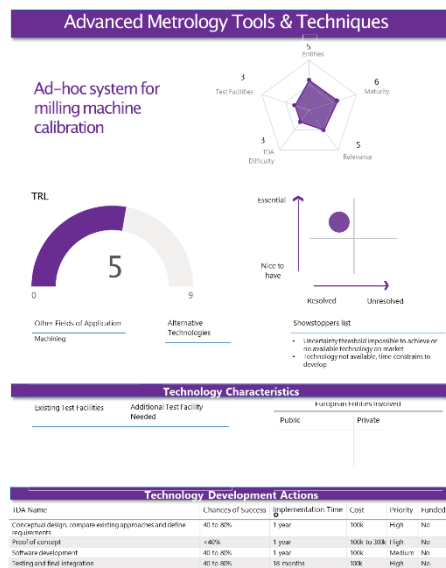 Advanced Metrology Tools & Techniques
Ad-hoc system for
milling machine
calibration
5
Entities
3
Test Facilities
6
Maturity
3
TDA
Difficulty
5
Relevance
TRL
5
0
9
Essential
Nice to
have
Resolved
Unresolved
Other Fields of Application
Machining
Alternative
Technologies
Showstoppers list
• Uncertainty threshold impossible to achieve or
no available technology on market
• Technology not available, time constrains to
develop
Technology Characteristics
Existing Test Facilities
Additional Test Facility
Needed
European Entities Involved
Public
Private
Technology Development Actions
TDA Name Chances of Success Implementation Time Cost Priority Funded
Conceptual design, compare existing approaches and define
requirements
40 to 80% 1 year 100k High No
Proof of concept <40% 1 year 100k to 300k High No
Software development 40 to 80% 1 year 100k Medium No
Testing and final integration 40 to 80% 18 months 100k High No